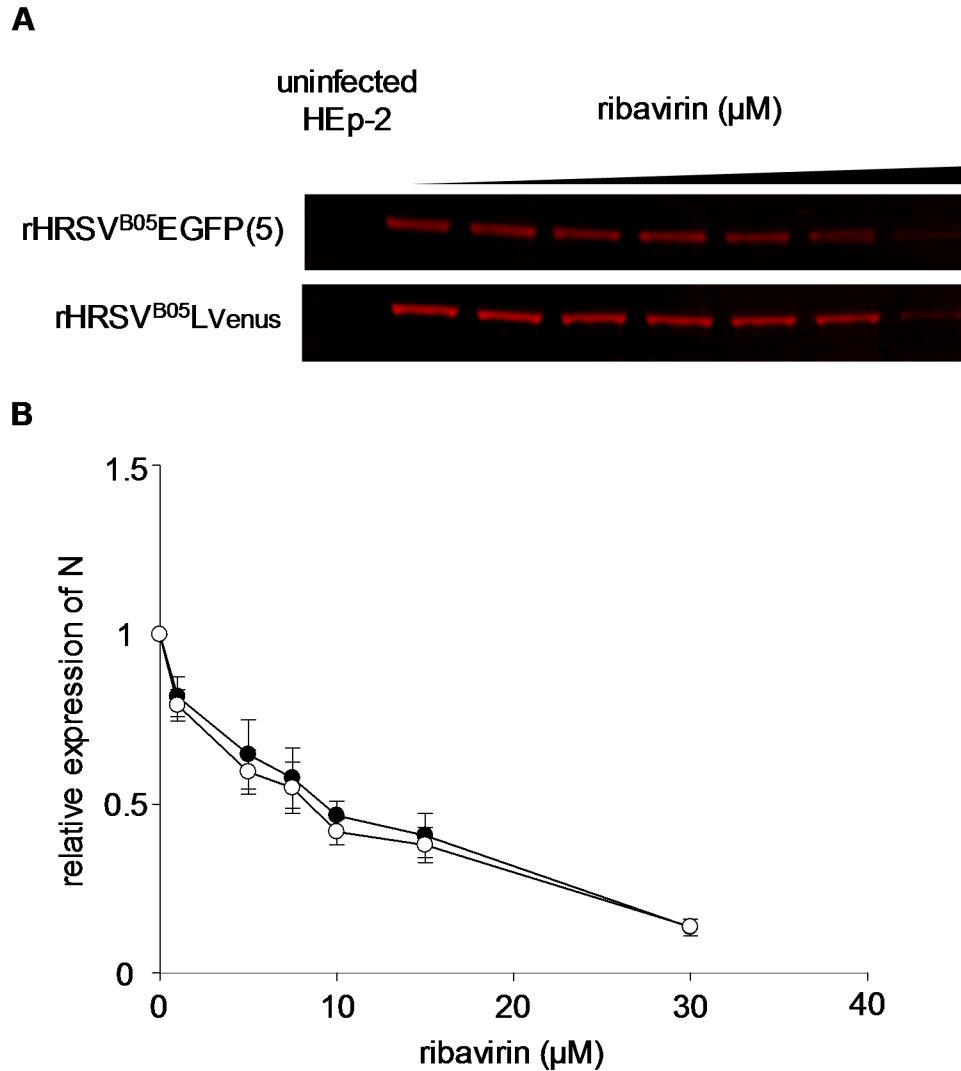 A
uninfected
HEp-2
ribavirin (µM)
rHRSVᴮ⁰⁵EGFP(5)
rHRSVᴮ⁰⁵LVenus
B
1.5
1
0.5
0
relative expression of N
0 10 20 30 40
ribavirin (µM)